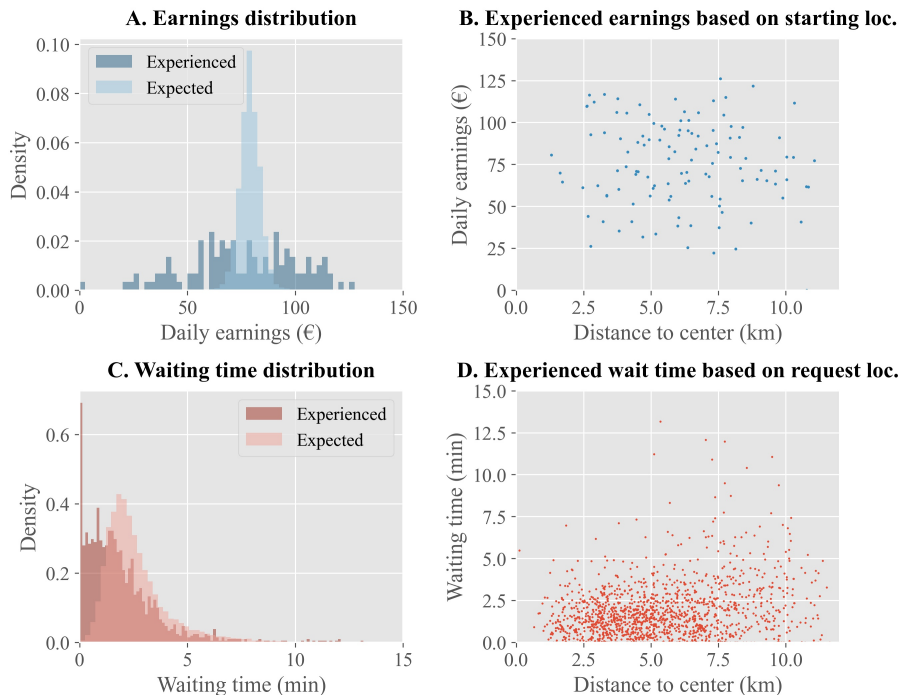 A. Earnings distribution
0.10
0.08
0.06
0.04
0.02
0.00
Density
Experienced
Expected
0
50
100
150
Daily earnings (€)
B. Experienced earnings based on starting loc.
150
125
100
75
50
25
0
Daily earnings (€)
0.0
2.5
5.0
7.5
10.0
Distance to center (km)
C. Waiting time distribution
0.6
0.4
0.2
0.0
Density
Experienced
Expected
0
5
10
15
Waiting time (min)
D. Experienced wait time based on request loc.
15.0
12.5
10.0
7.5
5.0
2.5
0.0
Waiting time (min)
0.0
2.5
5.0
7.5
10.0
Distance to center (km)